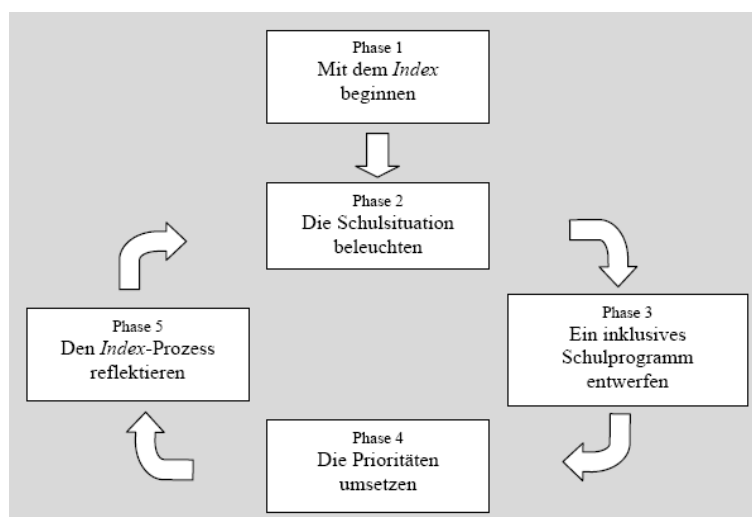 Phase 1
Mit dem Index
beginnen
Phase 2
Die Schulsituation
beleuchten
Phase 3
Ein inklusives
Schulprogramm
entwerfen
Phase 4
Die Prioritäten
umsetzen
Phase 5
Den Index-Prozess
reflektieren